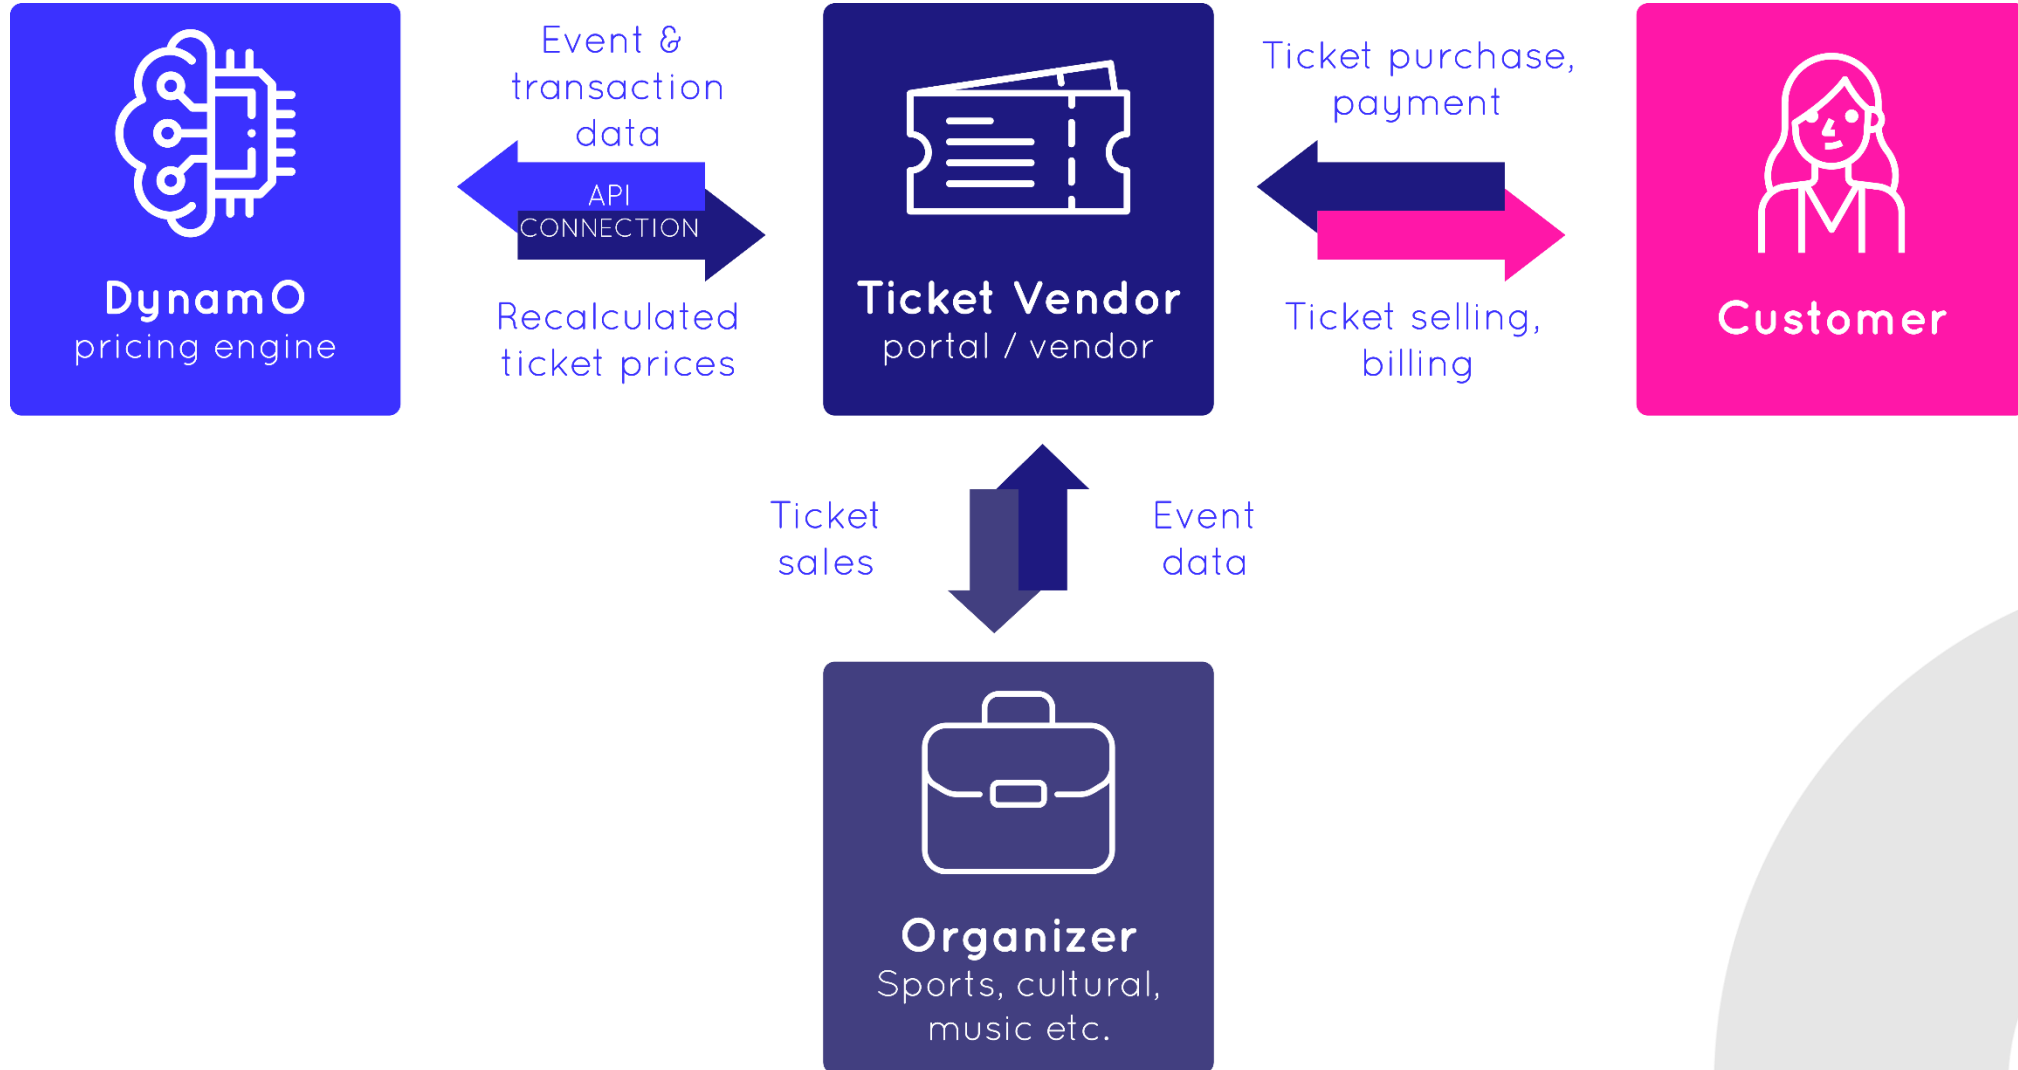 DynamO
pricing engine
Event &
transaction
data
API
CONNECTION
Recalculated
ticket prices
Ticket Vendor
portal / vendor
Ticket purchase,
payment
Ticket selling,
billing
Customer
Ticket
sales
Event
data
Organizer
Sports, cultural,
music etc.